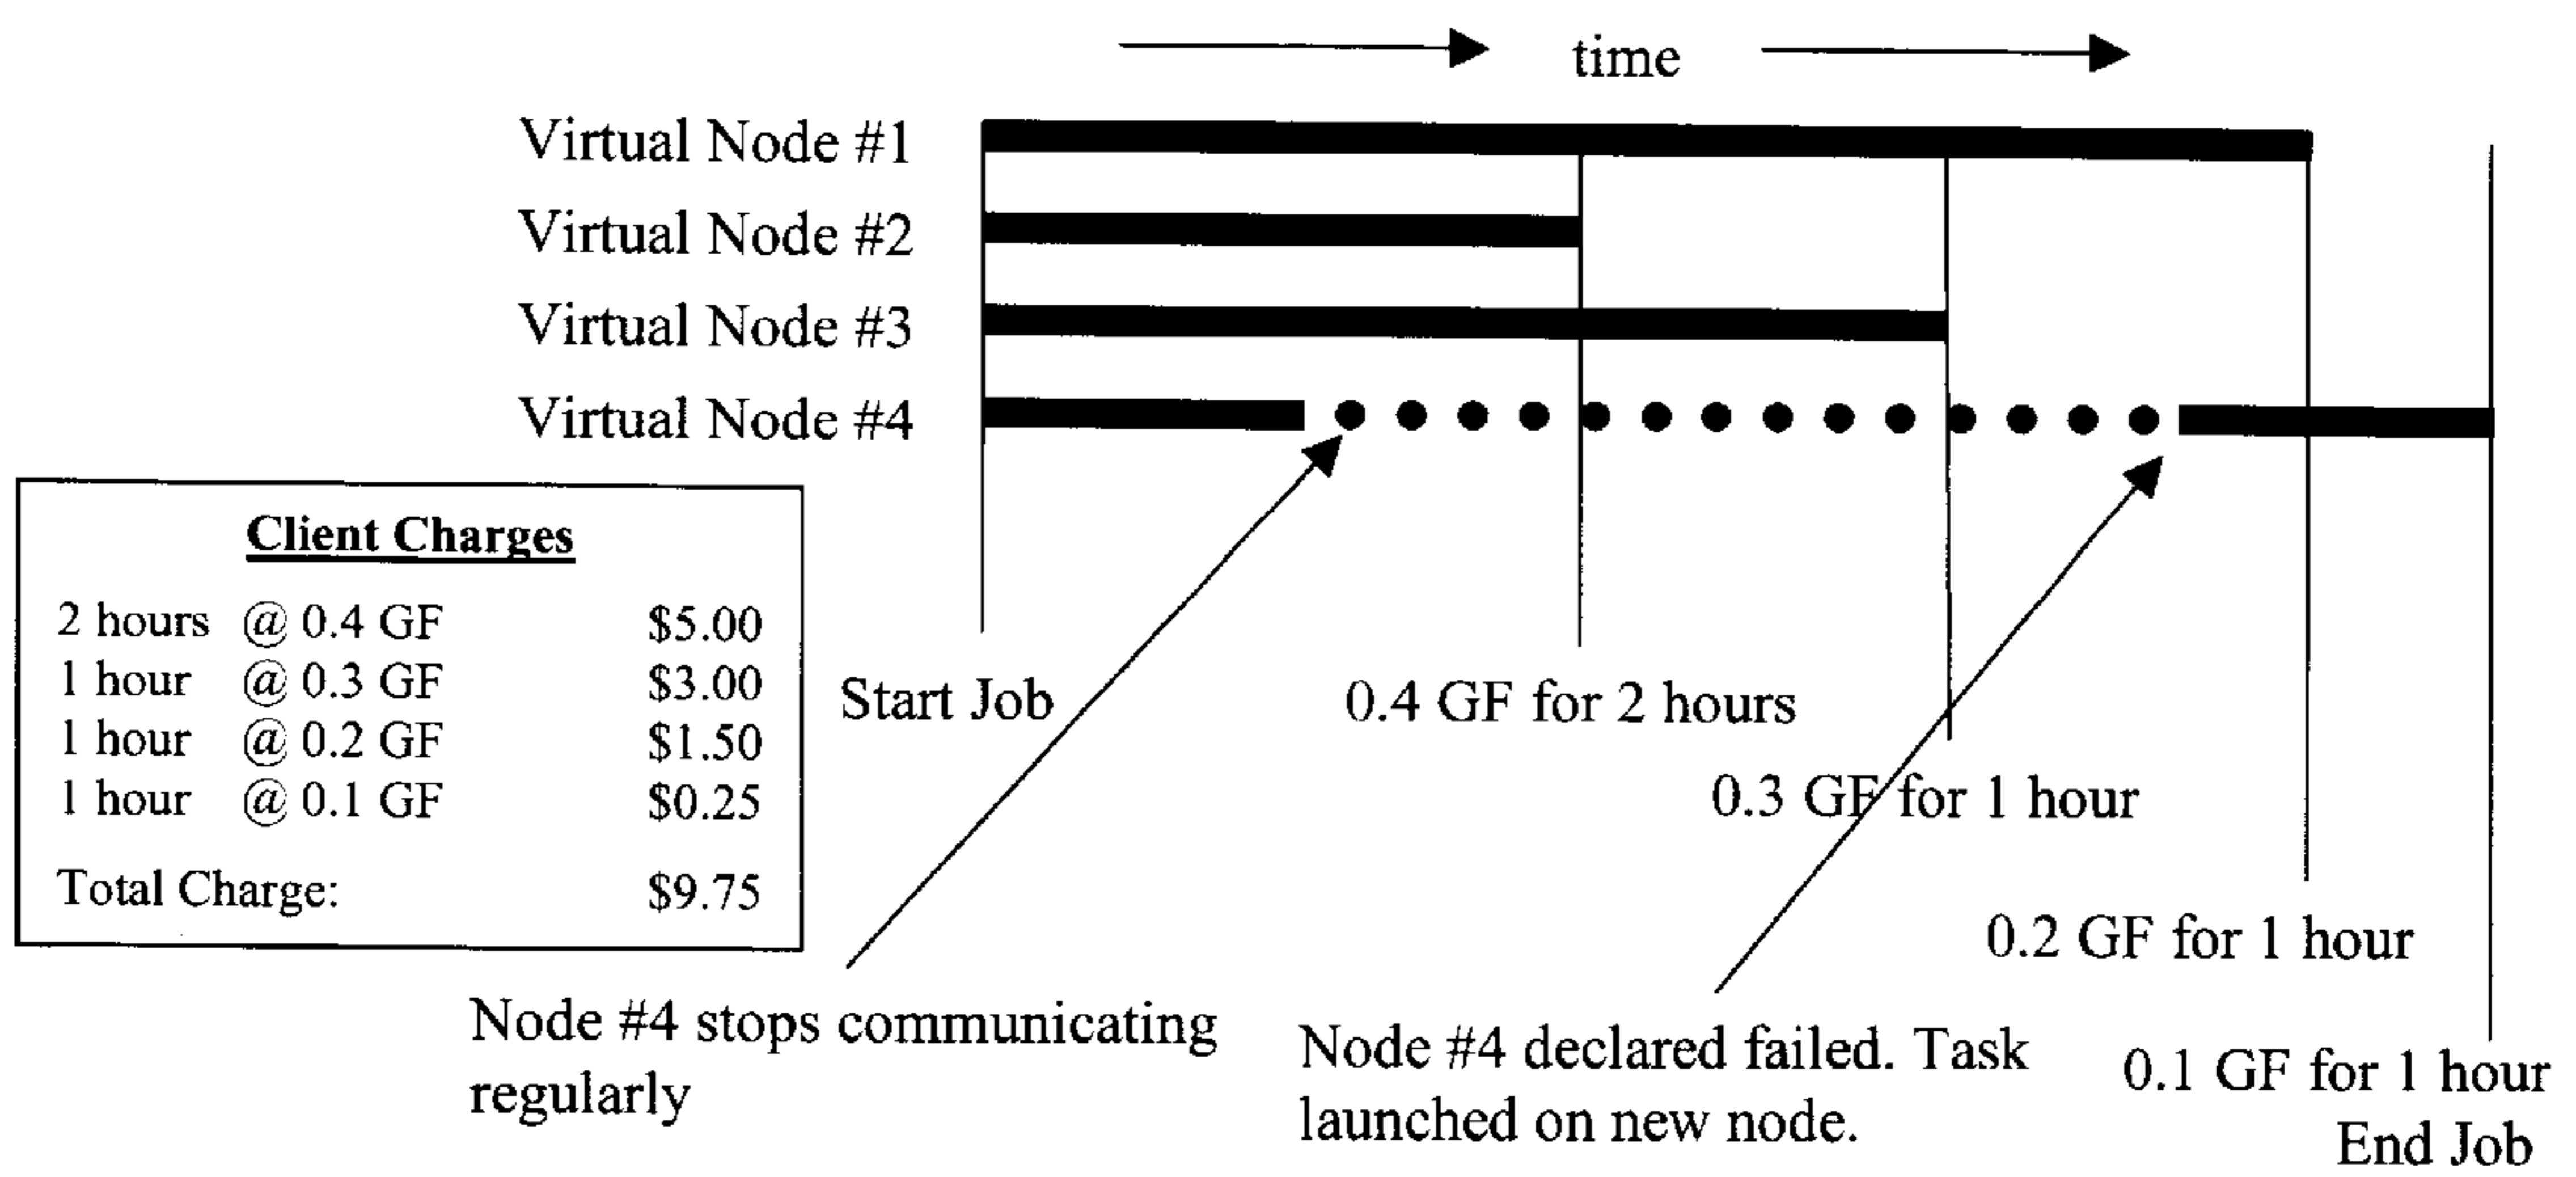 time
Virtual Node #1
Virtual Node #2
Virtual Node #3
Virtual Node #4
Client Charges
2 hours @ 0.4 GF $5.00
1 hour @ 0.3 GF $3.00
1 hour @ 0.2 GF $1.50
1 hour @ 0.1 GF $0.25
Total Charge: $9.75
Start Job
0.4 GF for 2 hours
0.3 GF for 1 hour
0.2 GF for 1 hour
Node #4 stops communicating
regularly
Node #4 declared failed. Task
launched on new node.
0.1 GF for 1 hour
End Job